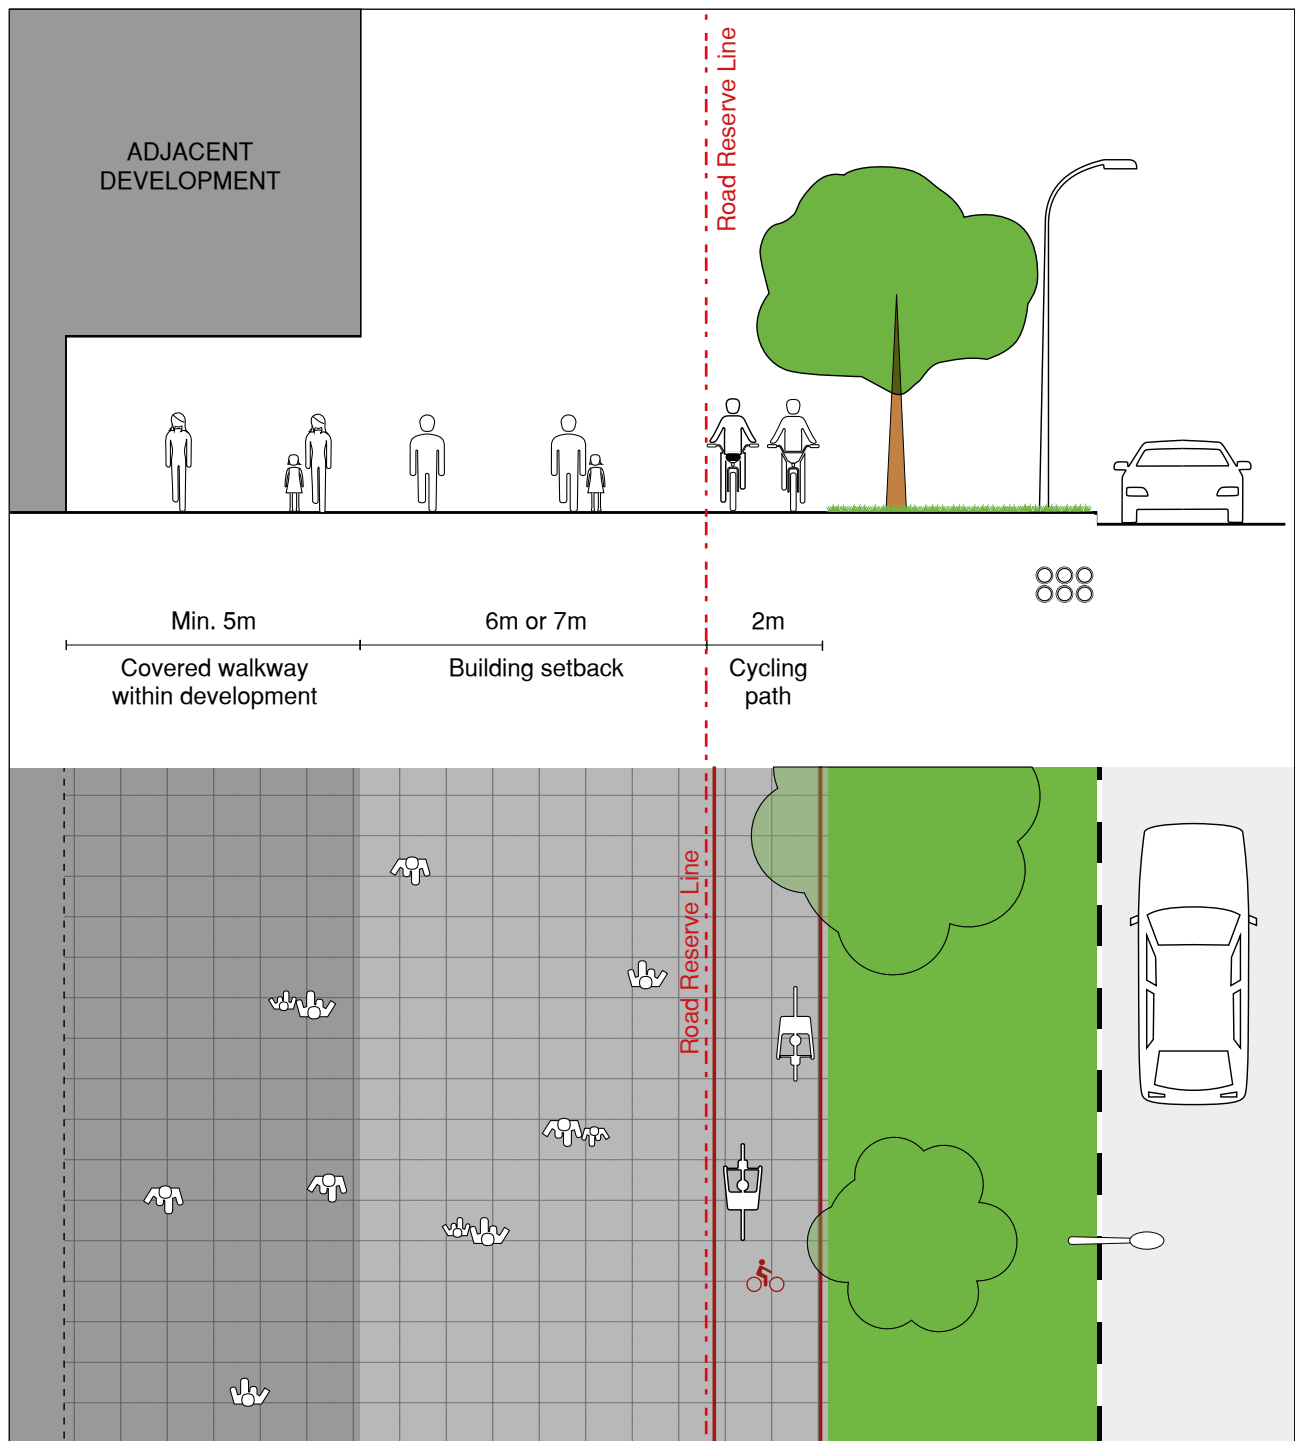 ADJACENT
DEVELOPMENT
Road Reserve Line
Min. 5m
6m or 7m
2m
Covered walkway
within development
Building setback
Cycling
path
Road Reserve Line